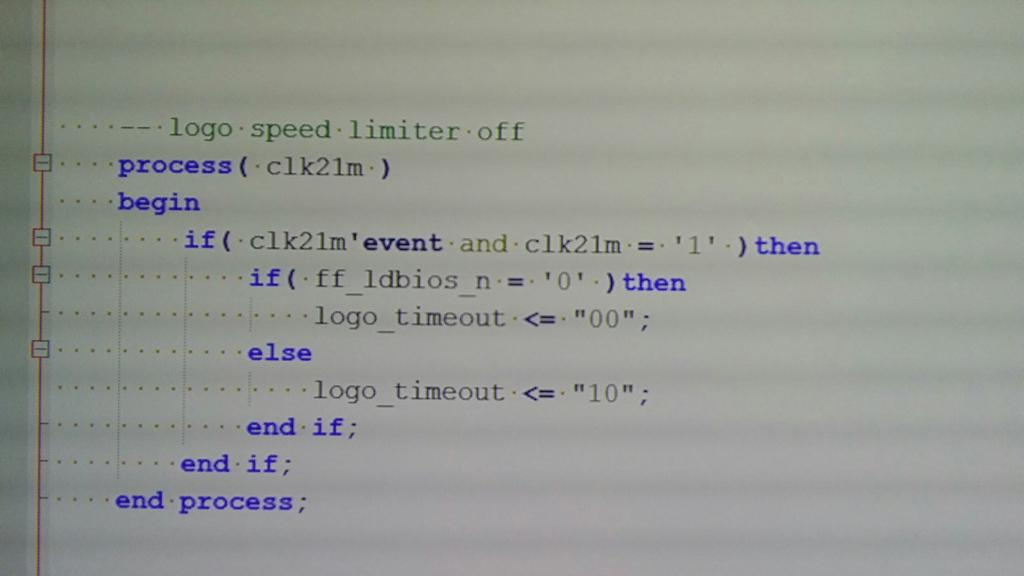 -- logo speed limiter off
process( clk21m )
begin
if( clk21m'event and clk21m = '1' )then
if( ff_ldbios_n = '0' )then
logo_timeout <= "00";
else
logo_timeout <= "10";
end if;
end if;
end process;